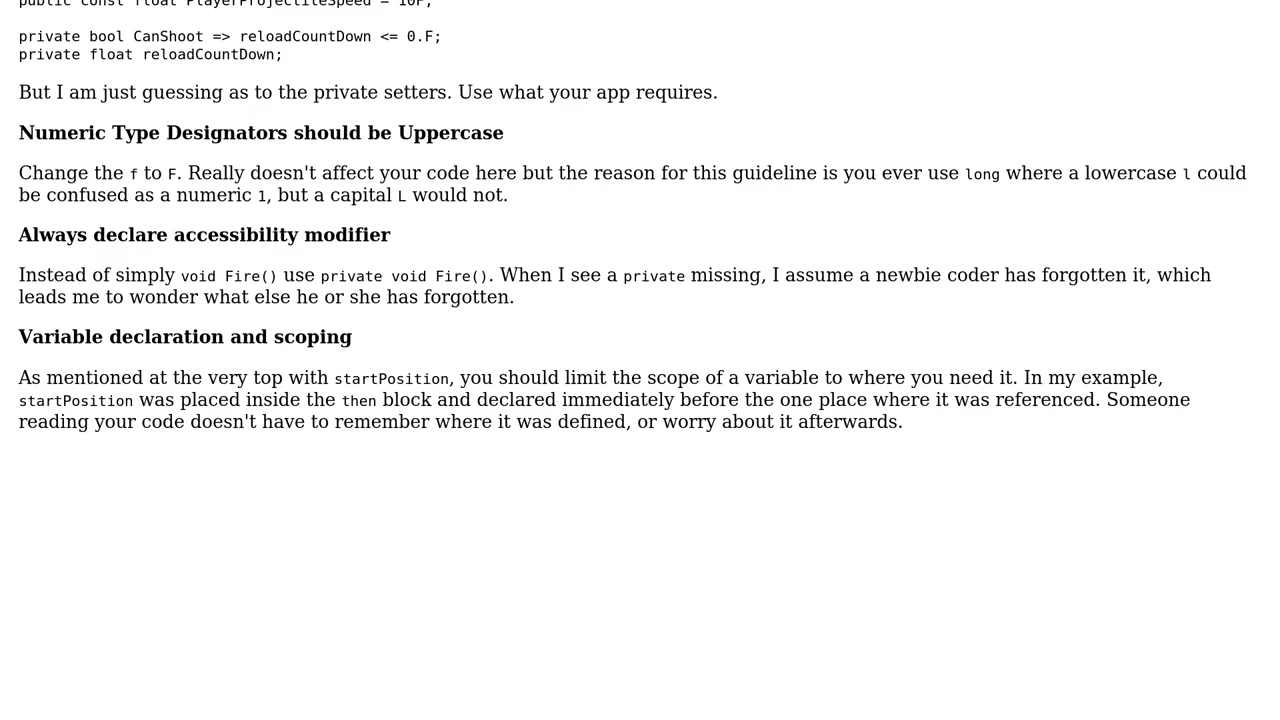 public const float PlayerProjectileSpeed = 10F;
private bool CanShoot => reloadCountDown <= 0.F;
private float reloadCountDown;
But I am just guessing as to the private setters. Use what your app requires.
Numeric Type Designators should be Uppercase
Change the f to F. Really doesn't affect your code here but the reason for this guideline is you ever use long where a lowercase l could
be confused as a numeric 1, but a capital L would not.
Always declare accessibility modifier
Instead of simply void Fire() use private void Fire(). When I see a private missing, I assume a newbie coder has forgotten it, which
leads me to wonder what else he or she has forgotten.
Variable declaration and scoping
As mentioned at the very top with startPosition, you should limit the scope of a variable to where you need it. In my example,
startPosition was placed inside the then block and declared immediately before the one place where it was referenced. Someone
reading your code doesn't have to remember where it was defined, or worry about it afterwards.